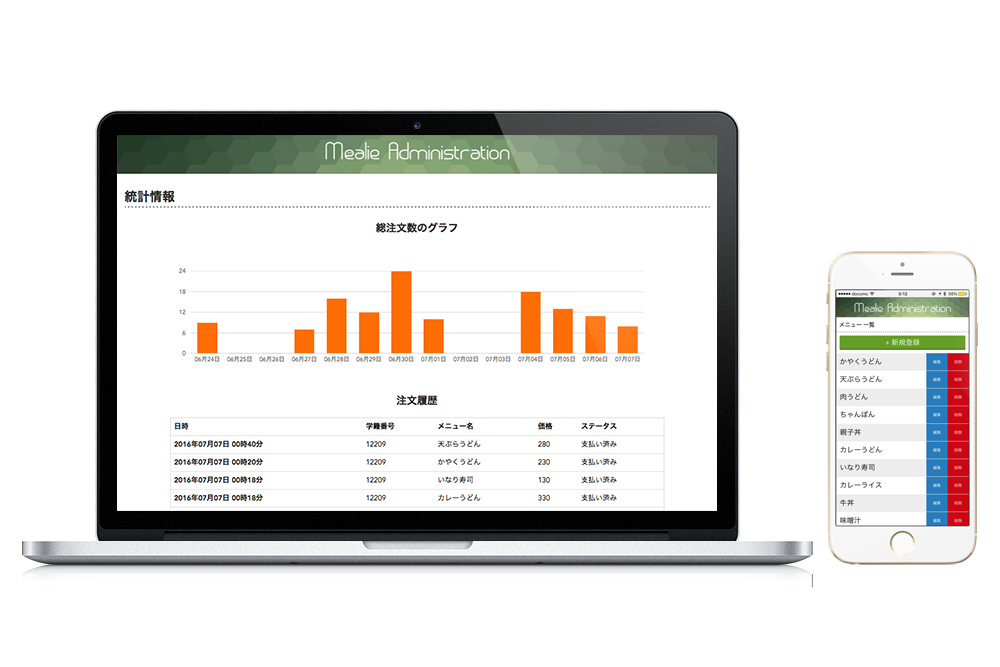 Mealie Administration
統計情報
総注文数のグラフ
24
18
12
6
0
06月24日 06月25日 06月26日 06月27日 06月28日 06月29日 06月30日 07月01日 07月02日 07月03日 07月04日 07月05日 07月06日 07月07日
注文履歴
日時 学籍番号 メニュー名 価格 ステータス
2016年07月07日 00時40分 12209 天ぷらうどん 280 支払い済み
2016年07月07日 00時20分 12209 かやくうどん 230 支払い済み
2016年07月07日 00時18分 12209 いなり寿司 130 支払い済み
2016年07月07日 00時18分 12209 カレーうどん 330 支払い済み
docomo 0:13 98%
Mealie Administration
メニュー 一覧
+ 新規登録
かやくうどん 編集 削除
天ぷらうどん 編集 削除
肉うどん 編集 削除
ちゃんぽん 編集 削除
親子丼 編集 削除
カレーうどん 編集 削除
いなり寿司 編集 削除
カレーライス 編集 削除
牛丼 編集 削除
味噌汁 編集 削除